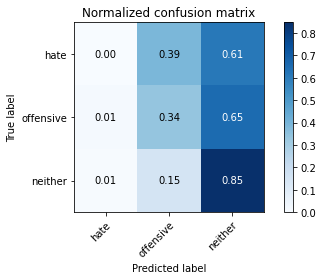 Normalized confusion matrix
True label
hate
offensive
neither
0.00 0.39 0.61
0.01 0.34 0.65
0.01 0.15 0.85
hate
offensive
neither
Predicted label
0.8
0.7
0.6
0.5
0.4
0.3
0.2
0.1
0.0